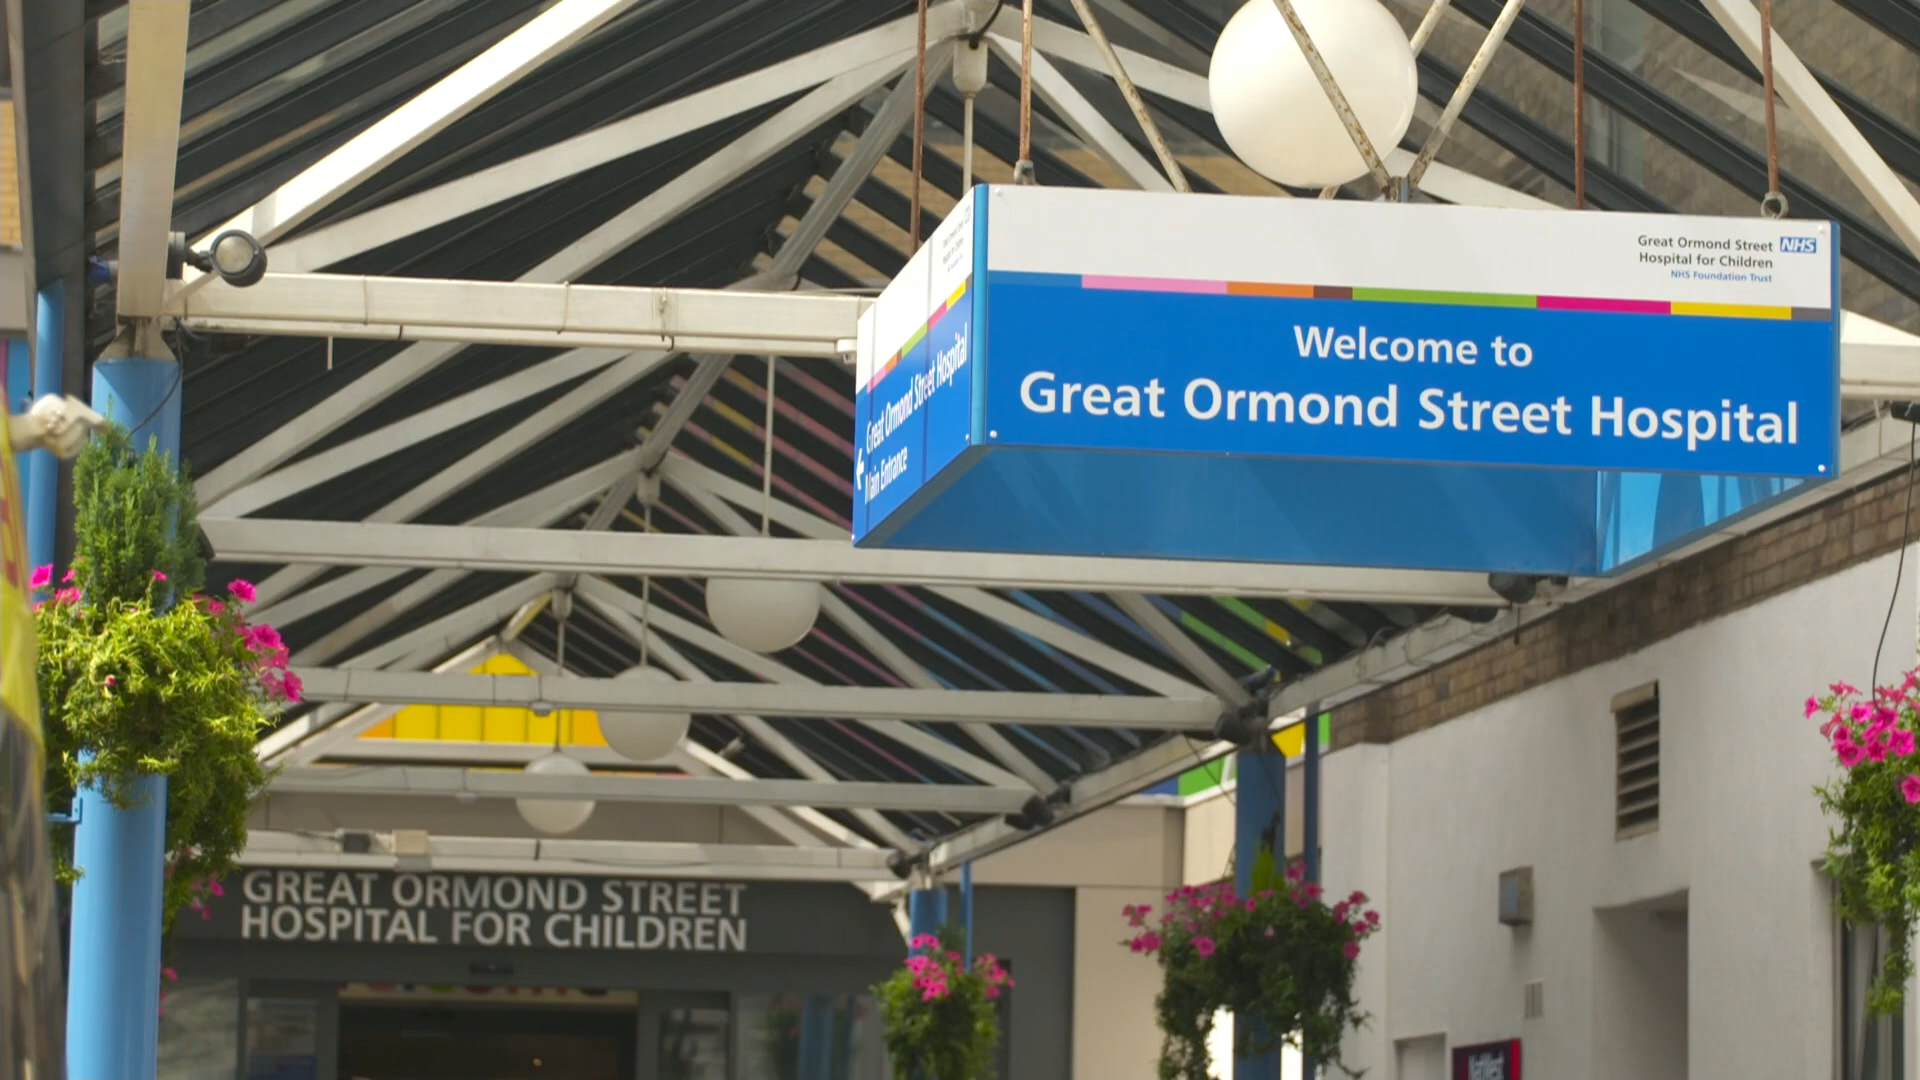 Great Ormond Street NHS
Hospital for Children
NHS Foundation Trust
Welcome to
Great Ormond Street Hospital
Great Ormond Street Hospital
Main Entrance
GREAT ORMOND STREET
HOSPITAL FOR CHILDREN
NatWest